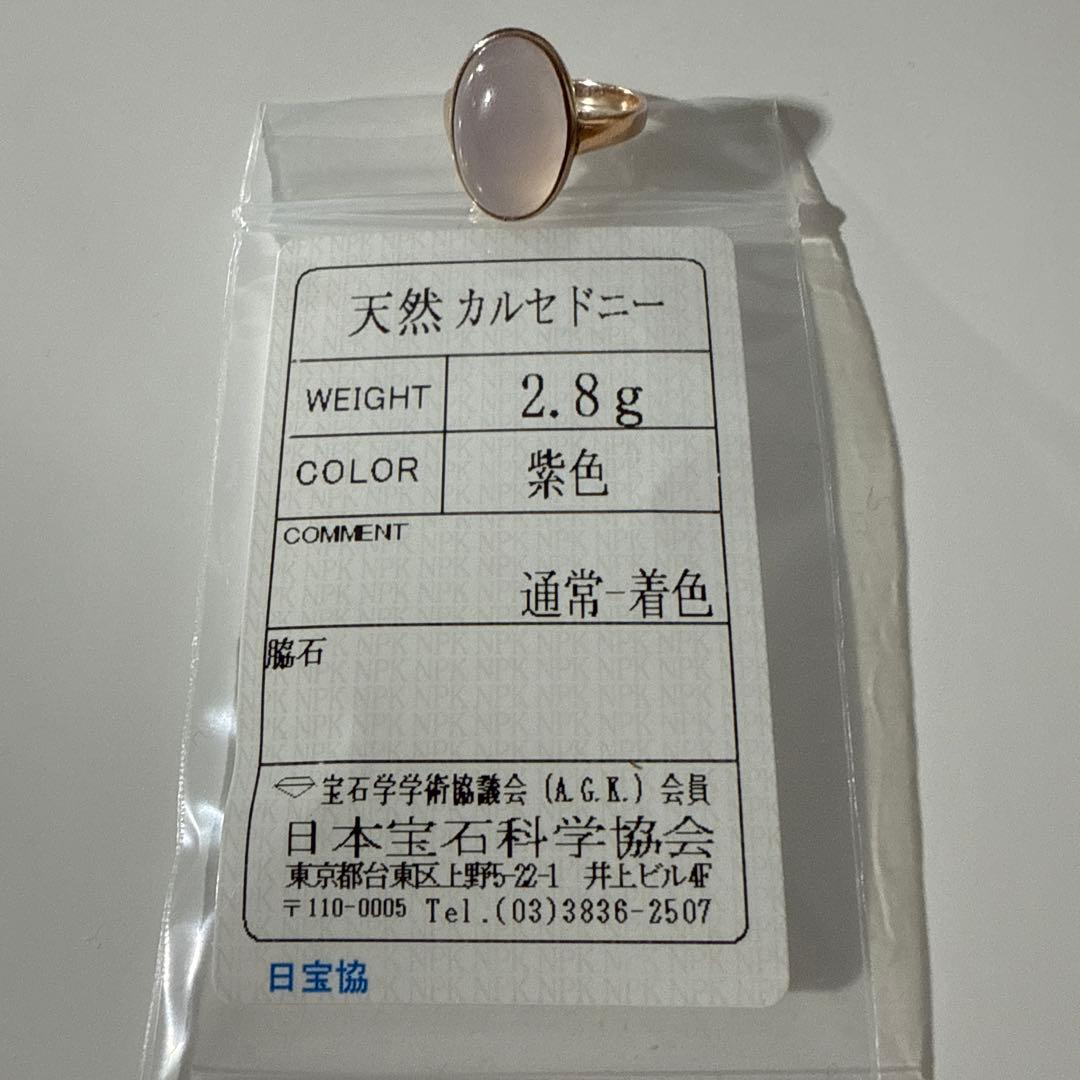 天然 カルセドニー
WEIGHT 2.8g
COLOR 紫色
COMMENT
通常-着色
脇石
宝石学学術協議会 (A.G.K.) 会員
日本宝石科学協会
東京都台東区上野5-22-1 井上ビル4F
〒110-0005 Tel.(03)3836-2507
日宝協